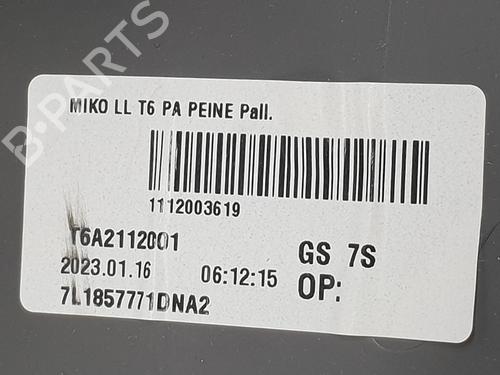 MIKO LL T6 PA PEINE Pall.
1112003619
T6A2112001
GS 7S
2023.01.16 06:12:15
OP:
7L1857771DNA2
B-PARTS